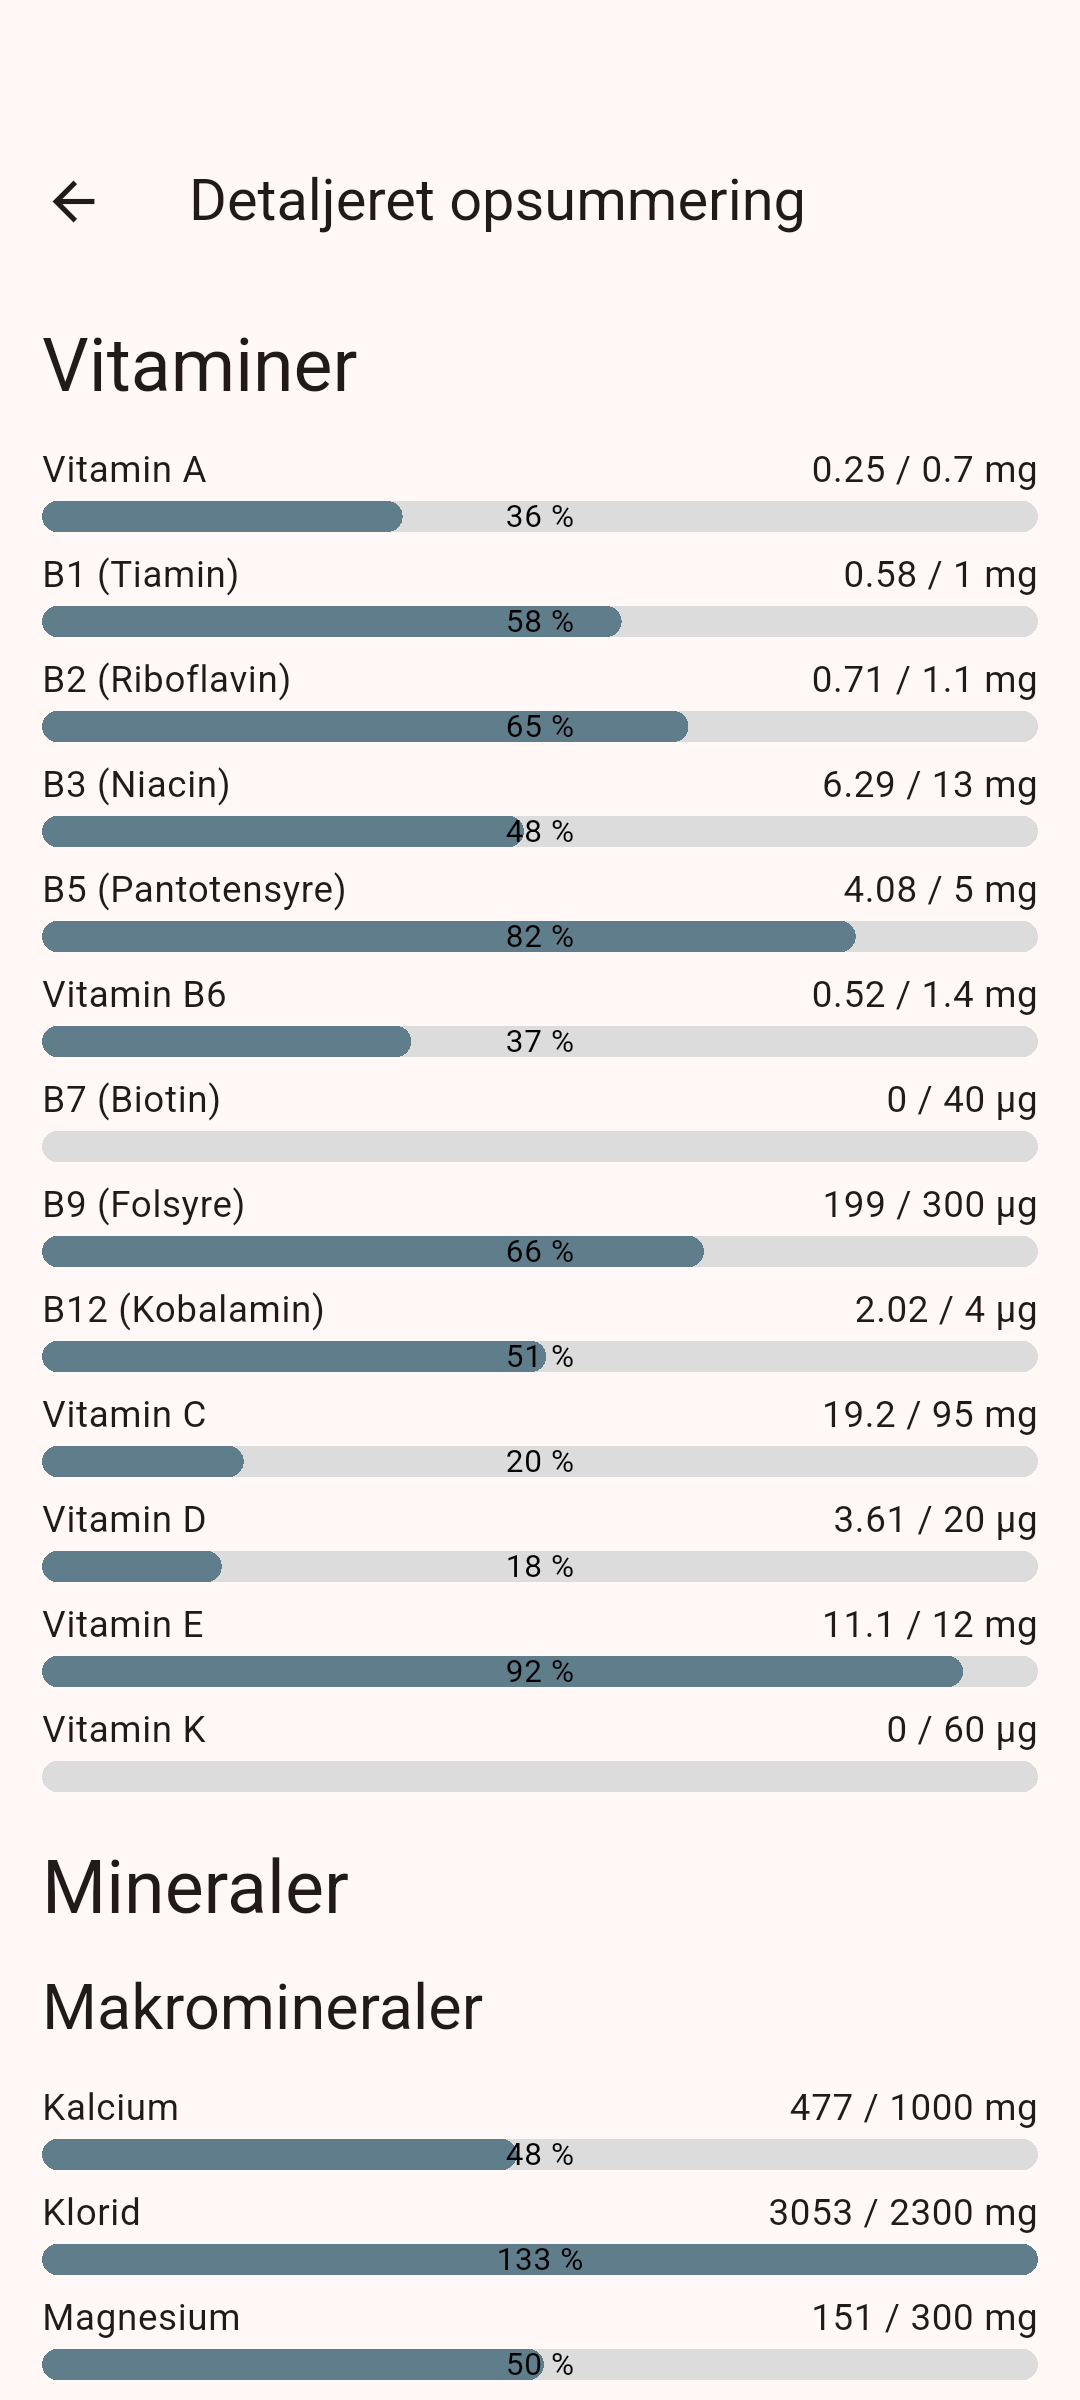 Detaljeret opsummering
Vitaminer
Vitamin A 0.25 / 0.7 mg
36 %
B1 (Tiamin) 0.58 / 1 mg
58 %
B2 (Riboflavin) 0.71 / 1.1 mg
65 %
B3 (Niacin) 6.29 / 13 mg
48 %
B5 (Pantotensyre) 4.08 / 5 mg
82 %
Vitamin B6 0.52 / 1.4 mg
37 %
B7 (Biotin) 0 / 40 µg
B9 (Folsyre) 199 / 300 µg
66 %
B12 (Kobalamin) 2.02 / 4 µg
51 %
Vitamin C 19.2 / 95 mg
20 %
Vitamin D 3.61 / 20 µg
18 %
Vitamin E 11.1 / 12 mg
92 %
Vitamin K 0 / 60 µg
Mineraler
Makromineraler
Kalcium 477 / 1000 mg
48 %
Klorid 3053 / 2300 mg
133 %
Magnesium 151 / 300 mg
50 %